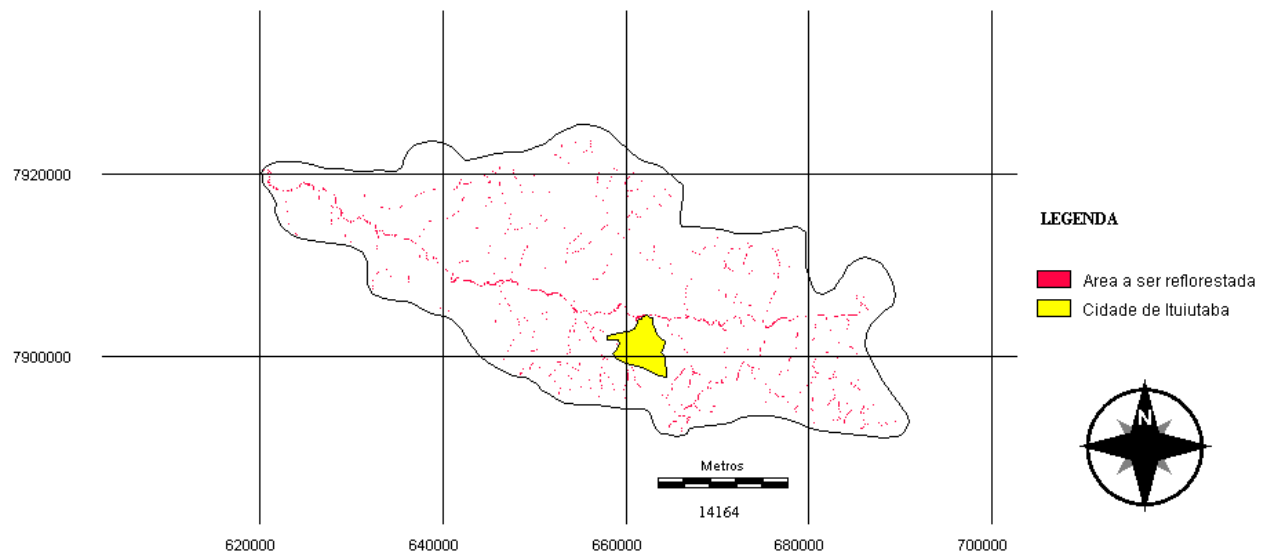 7920000
LEGENDA
Area a ser reflorestada
Cidade de Ituiutaba
7900000
N
Metros
14164
620000 640000 660000 680000 700000